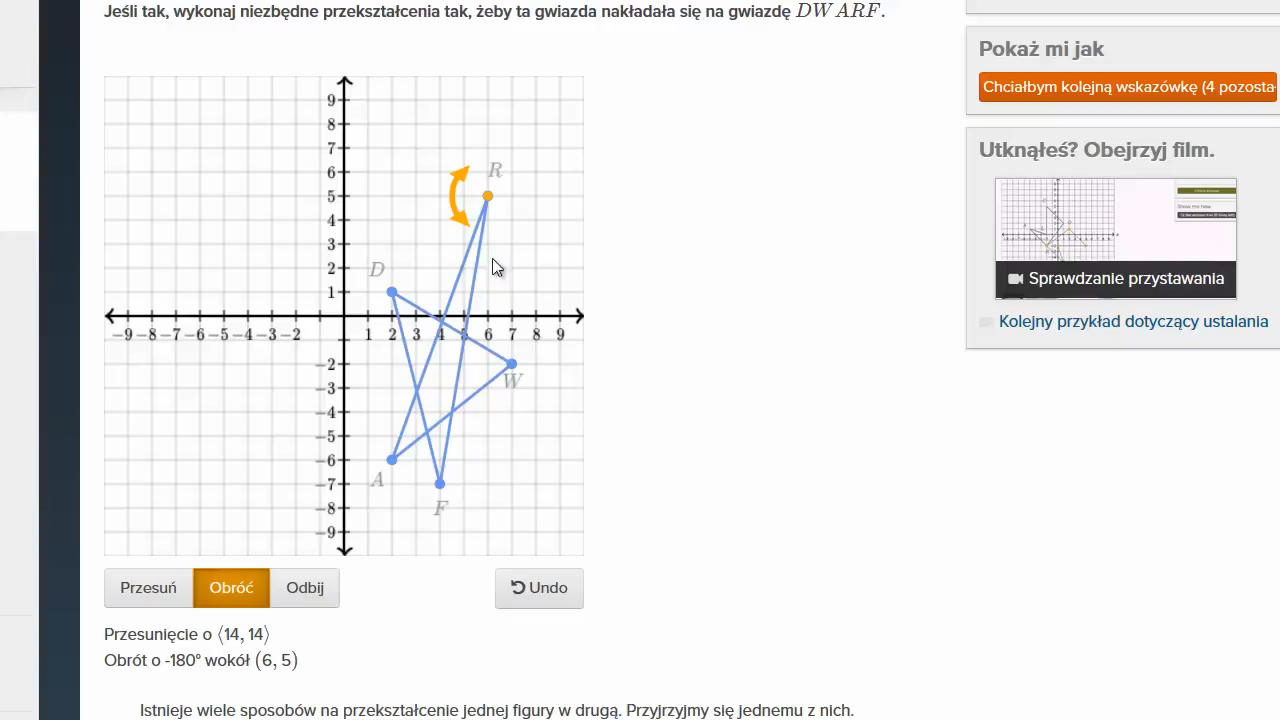 Jeśli tak, wykonaj niezbędne przekształcenia tak, żeby ta gwiazda nakładała się na gwiazdę DWARF.
Pokaż mi jak
Chciałbym kolejną wskazówkę (4 pozosta
Utknąłeś? Obejrzyj film.
Sprawdzanie przystawania
Kolejny przykład dotyczący ustalania
9
8
7
6
5
4
3
2
1
−9 −8 −7 −6 −5 −4 −3 −2 1 2 3 4 5 6 7 8 9
−2
−3
−4
−5
−6
−7
−8
−9
R
D
W
A
F
Przesuń Obróć Odbij Undo
Przesunięcie o ⟨14, 14⟩
Obrót o -180° wokół (6, 5)
Istnieje wiele sposobów na przekształcenie jednej figury w drugą. Przyjrzyjmy się jednemu z nich.